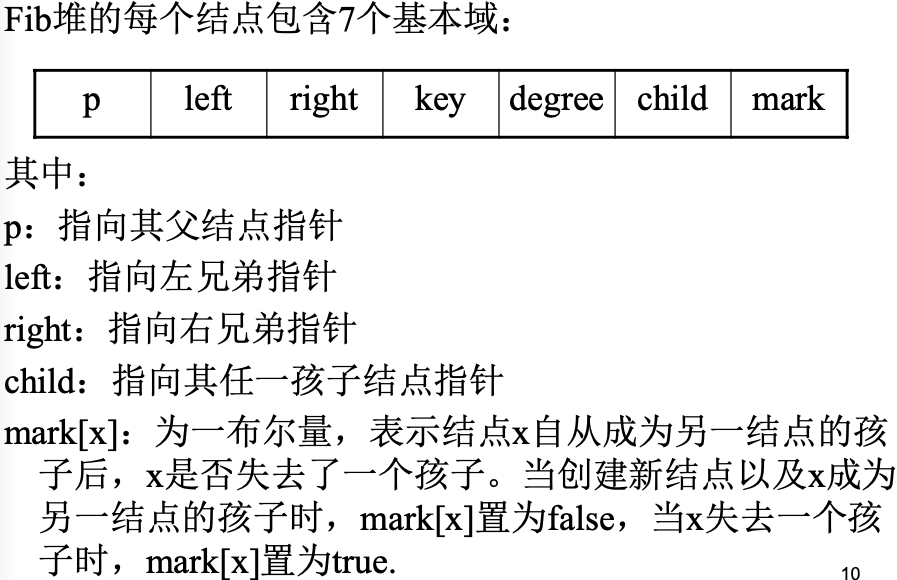 Fib堆的每个结点包含7个基本域：
p left right key degree child mark
其中：
p：指向其父结点指针
left：指向左兄弟指针
right：指向右兄弟指针
child：指向其任一孩子结点指针
mark[x]：为一布尔量，表示结点x自从成为另一结点的孩
子后，x是否失去了一个孩子。当创建新结点以及x成为
另一结点的孩子时，mark[x]置为false，当x失去一个孩
子时，mark[x]置为true.
10